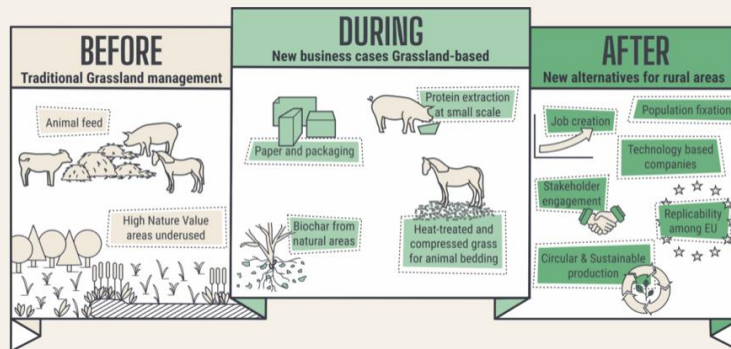 BEFORE
Traditional Grassland management
Animal feed
High Nature Value
areas underused
DURING
New business cases Grassland-based
Paper and packaging
Protein extraction
at small scale
Biochar from
natural areas
Heat-treated and
compressed grass
for animal bedding
AFTER
New alternatives for rural areas
Job creation
Population fixation
Technology based
companies
Stakeholder
engagement
Replicability
among EU
Circular & Sustainable
production